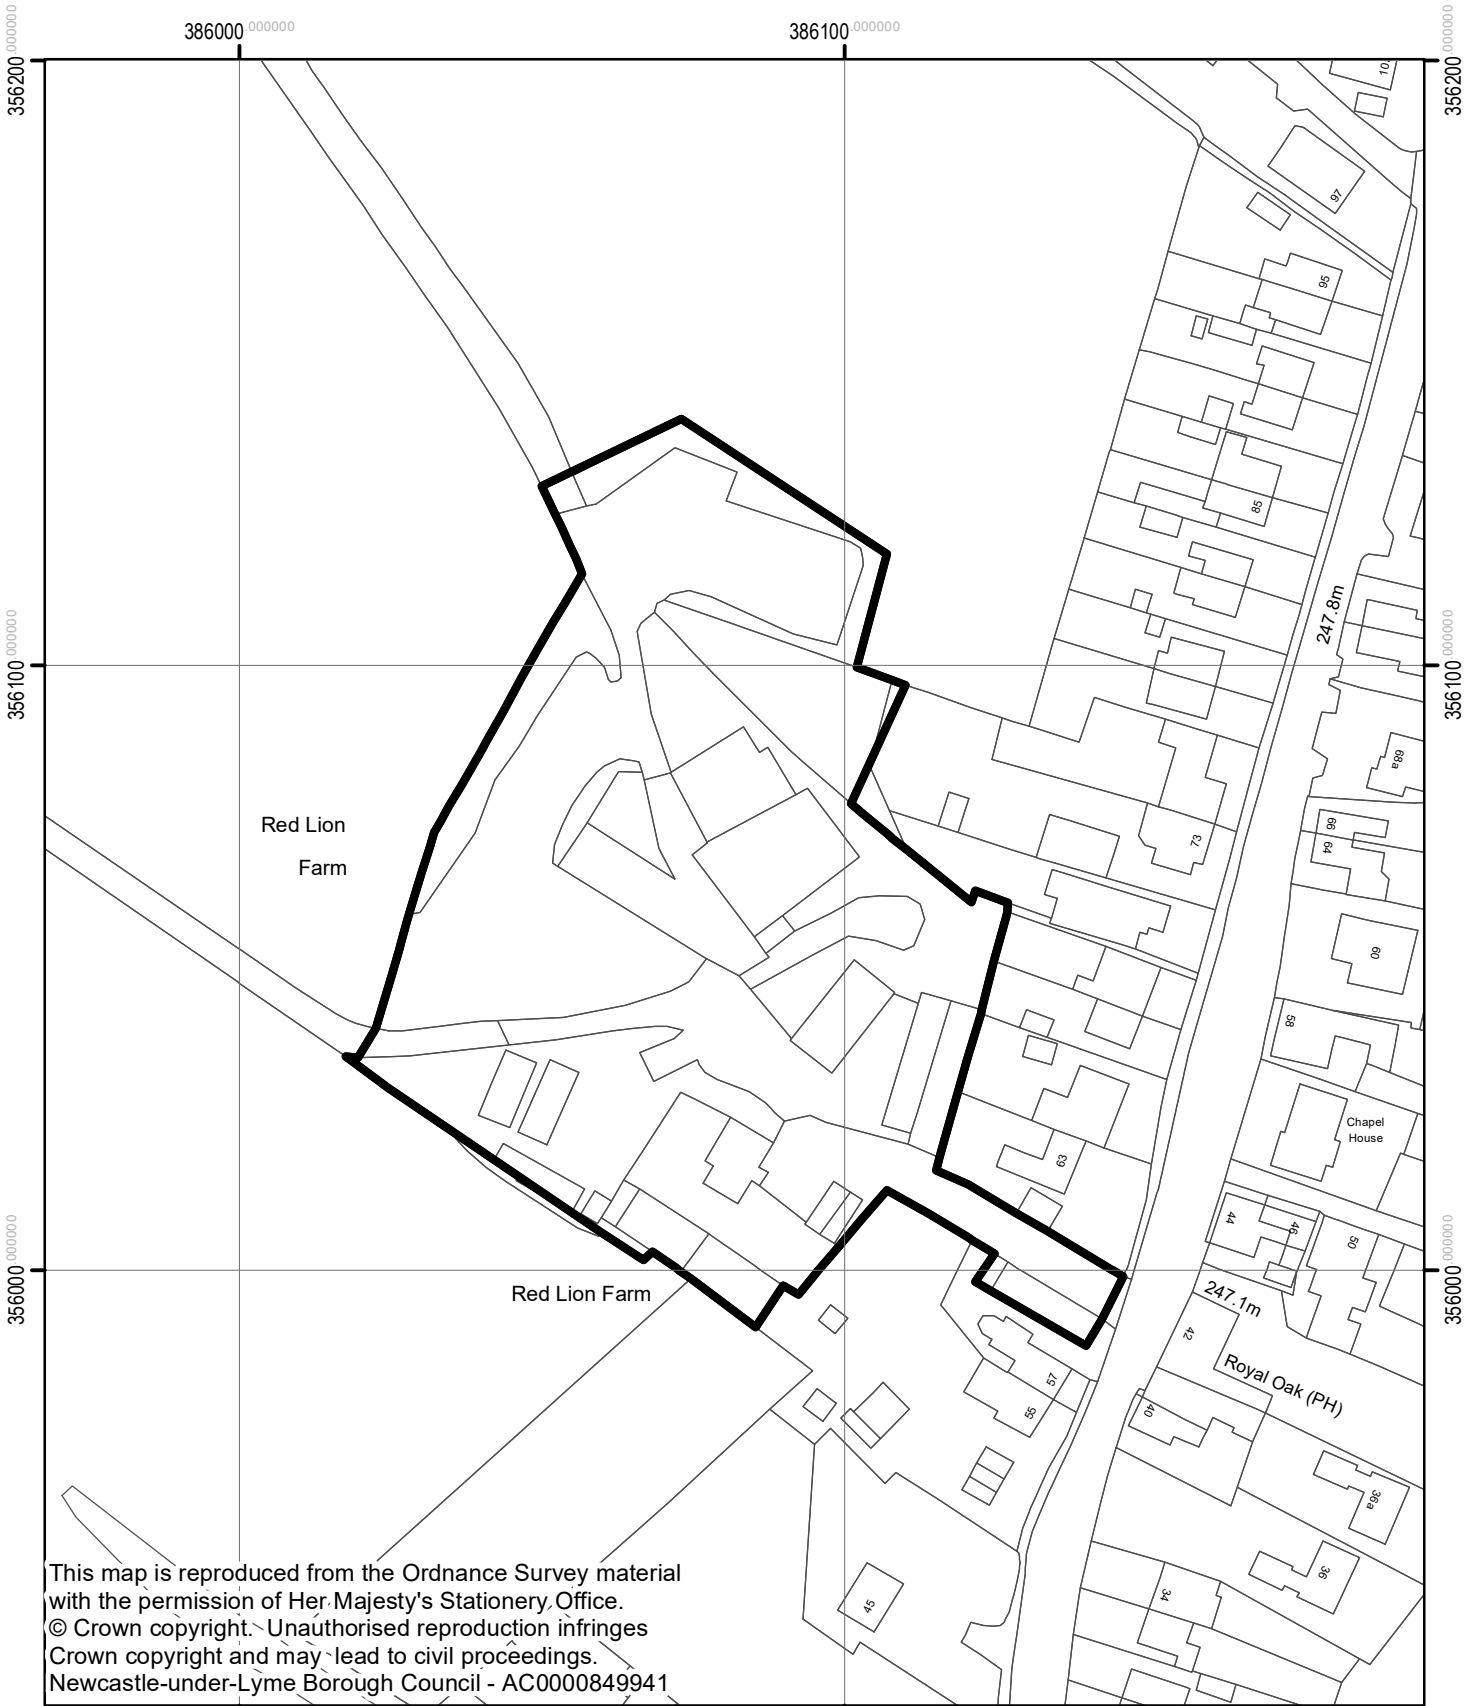 386000.000000
386100.000000
356200.000000
356200.000000
97
95
85
247.8m
356100.000000
356100.000000
68a
73
66
64
Red Lion
Farm
60
58
Chapel
House
63
44
46
50
356000.000000
356000.000000
Red Lion Farm
247.1m
42
Royal Oak (PH)
57
55
40
36a
36
34
45
This map is reproduced from the Ordnance Survey material
with the permission of Her Majesty's Stationery Office.
© Crown copyright. Unauthorised reproduction infringes
Crown copyright and may lead to civil proceedings.
Newcastle-under-Lyme Borough Council - AC0000849941